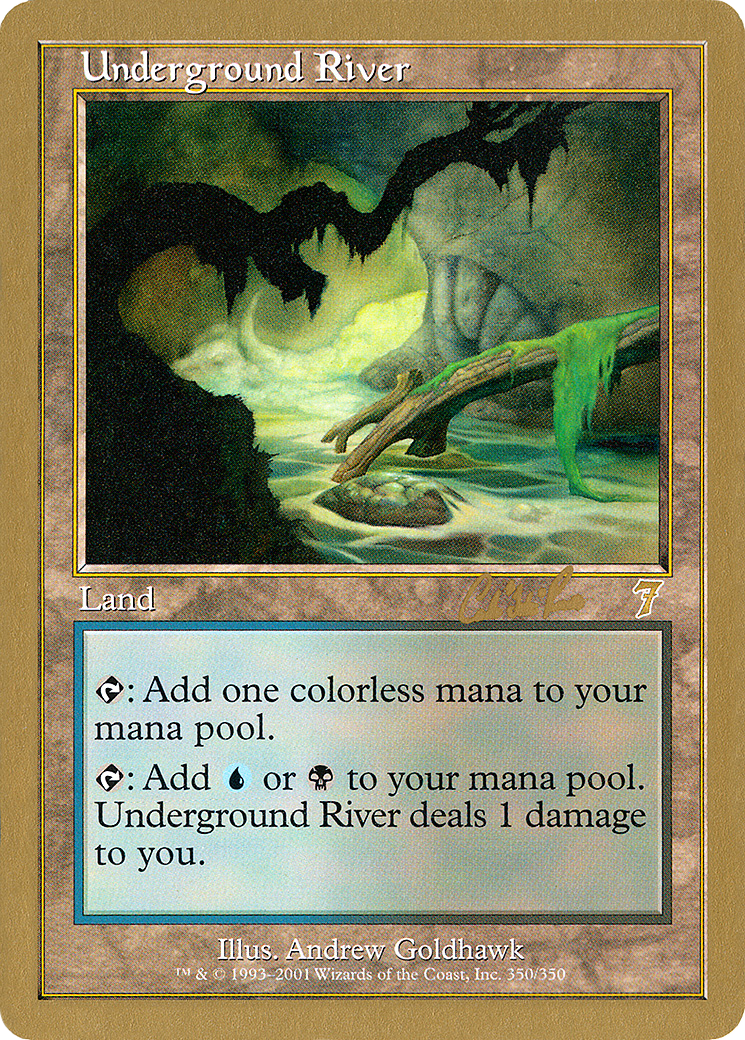 Underground River
Land
7
: Add one colorless mana to your
mana pool.
: Add or to your mana pool.
Underground River deals 1 damage
to you.
Illus. Andrew Goldhawk
™ & © 1993-2001 Wizards of the Coast, Inc. 350/350